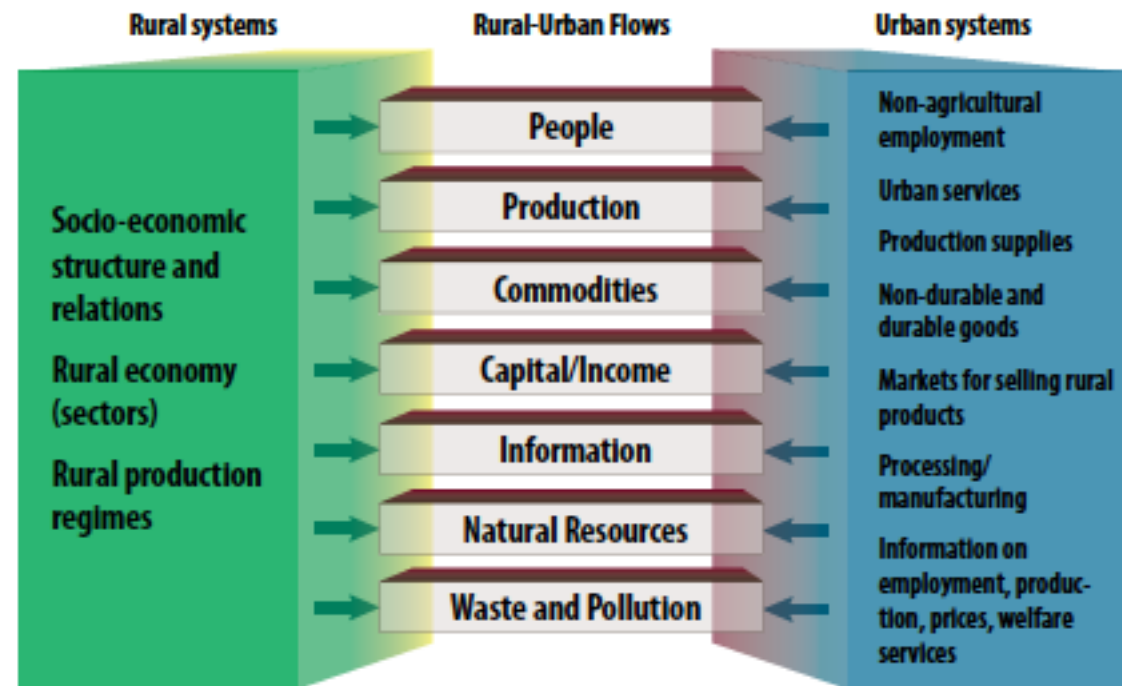 Rural systems
Rural-Urban Flows
Urban systems
Socio-economic
structure and
relations
Rural economy
(sectors)
Rural production
regimes
People
Production
Commodities
Capital/Income
Information
Natural Resources
Waste and Pollution
Non-agricultural
employment
Urban services
Production supplies
Non-durable and
durable goods
Markets for selling rural
products
Processing/
manufacturing
Information on
employment, produc-
tion, prices, welfare
services